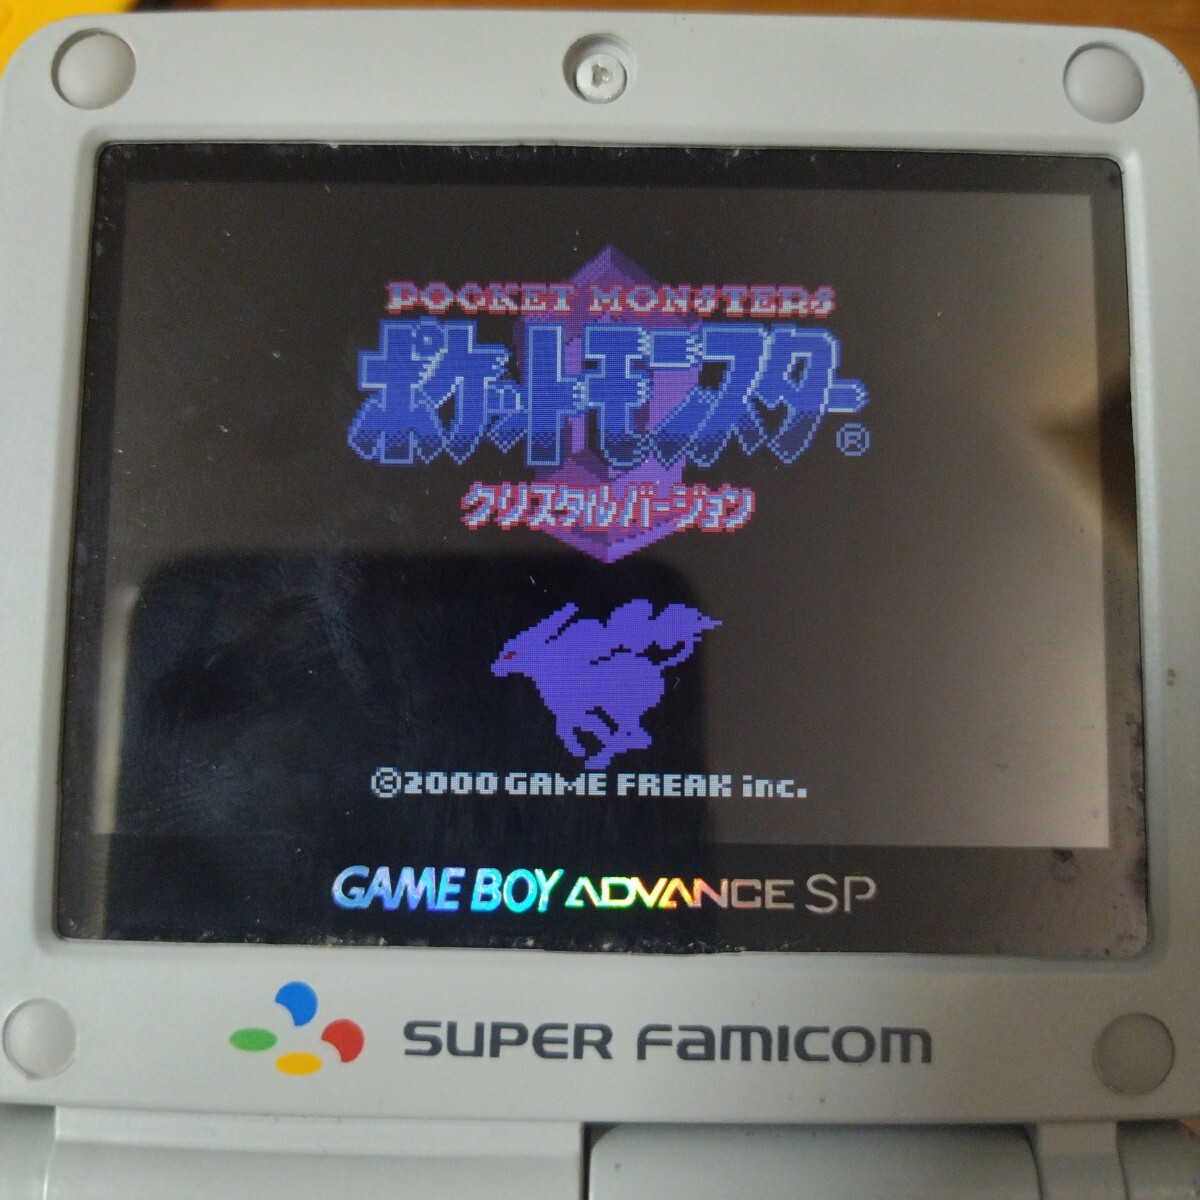 POCKET MONSTERS
ポケットモンスター®
クリスタルバージョン
©2000 GAME FREAK inc.
GAME BOY ADVANCE SP
SUPER FAMICOM